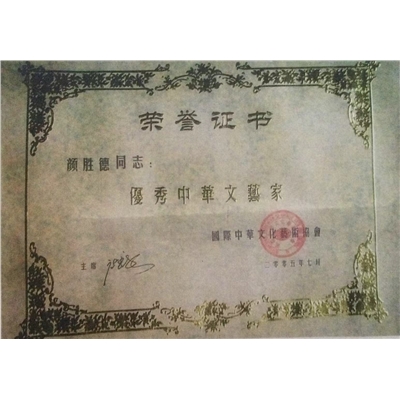 荣誉证书
颜胜德同志：
優秀中華文藝家
國際中華文化藝術協會
主席